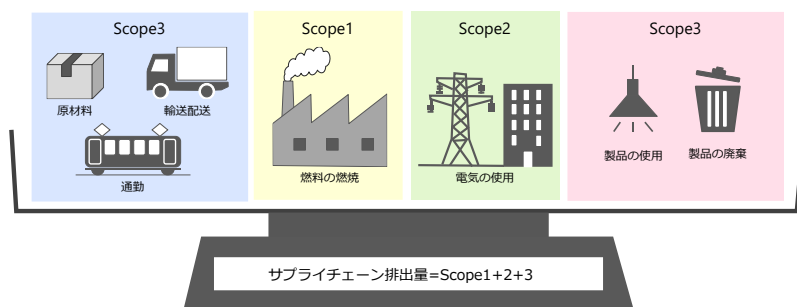 Scope3
原材料
輸送配送
通勤
Scope1
燃料の燃焼
Scope2
電気の使用
Scope3
製品の使用
製品の廃棄
サプライチェーン排出量=Scope1+2+3